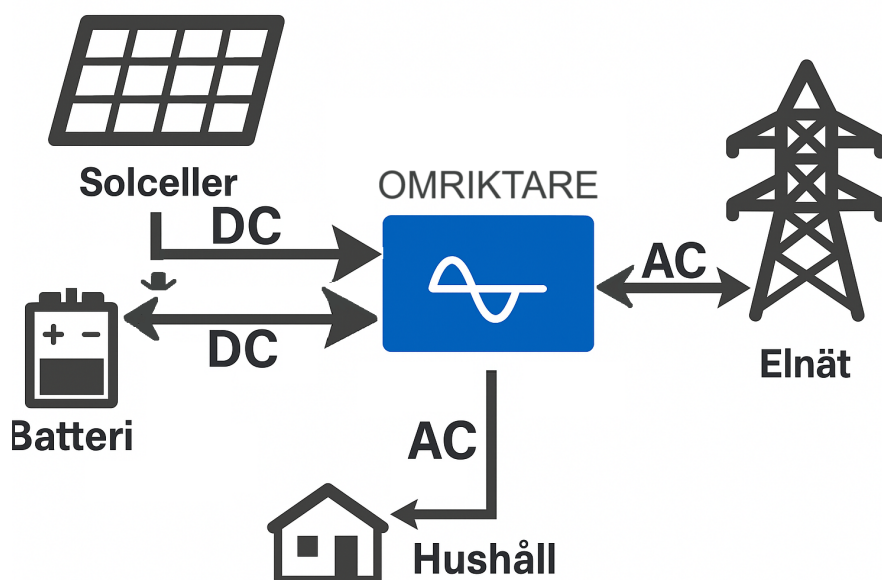 Solceller
OMRIKTARE
DC
AC
DC
Elnät
Batteri
AC
Hushåll